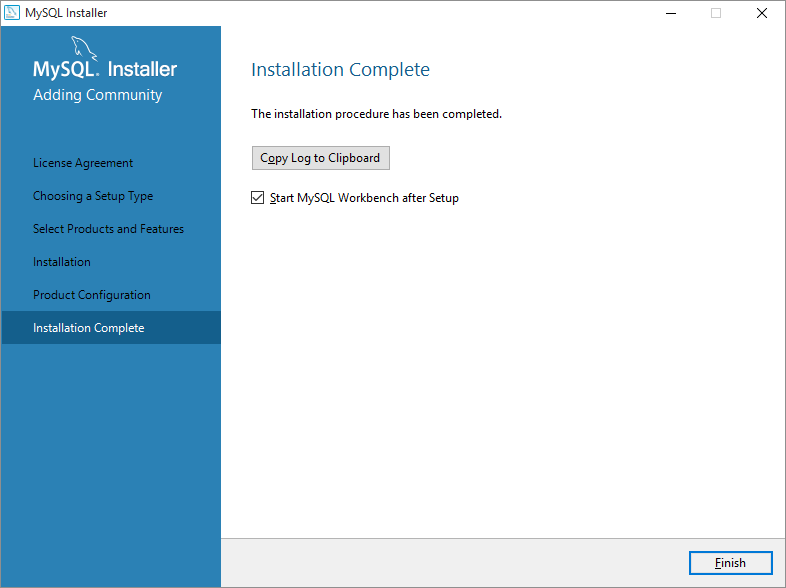 MySQL Installer
MySQL. Installer
Adding Community
License Agreement
Choosing a Setup Type
Select Products and Features
Installation
Product Configuration
Installation Complete
Installation Complete
The installation procedure has been completed.
Copy Log to Clipboard
Start MySQL Workbench after Setup
Finish